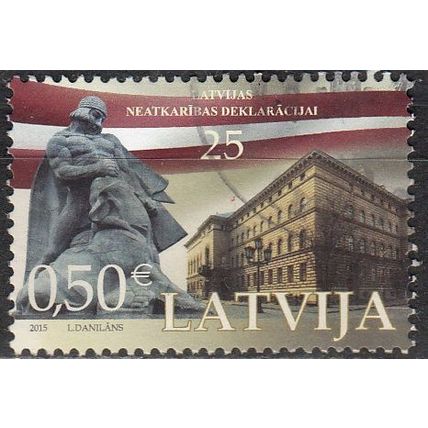 LATVIJAS
NEATKARĪBAS DEKLARĀCIJAI
25
0,50€
LATVIJA
2015 L.DANILĀNS